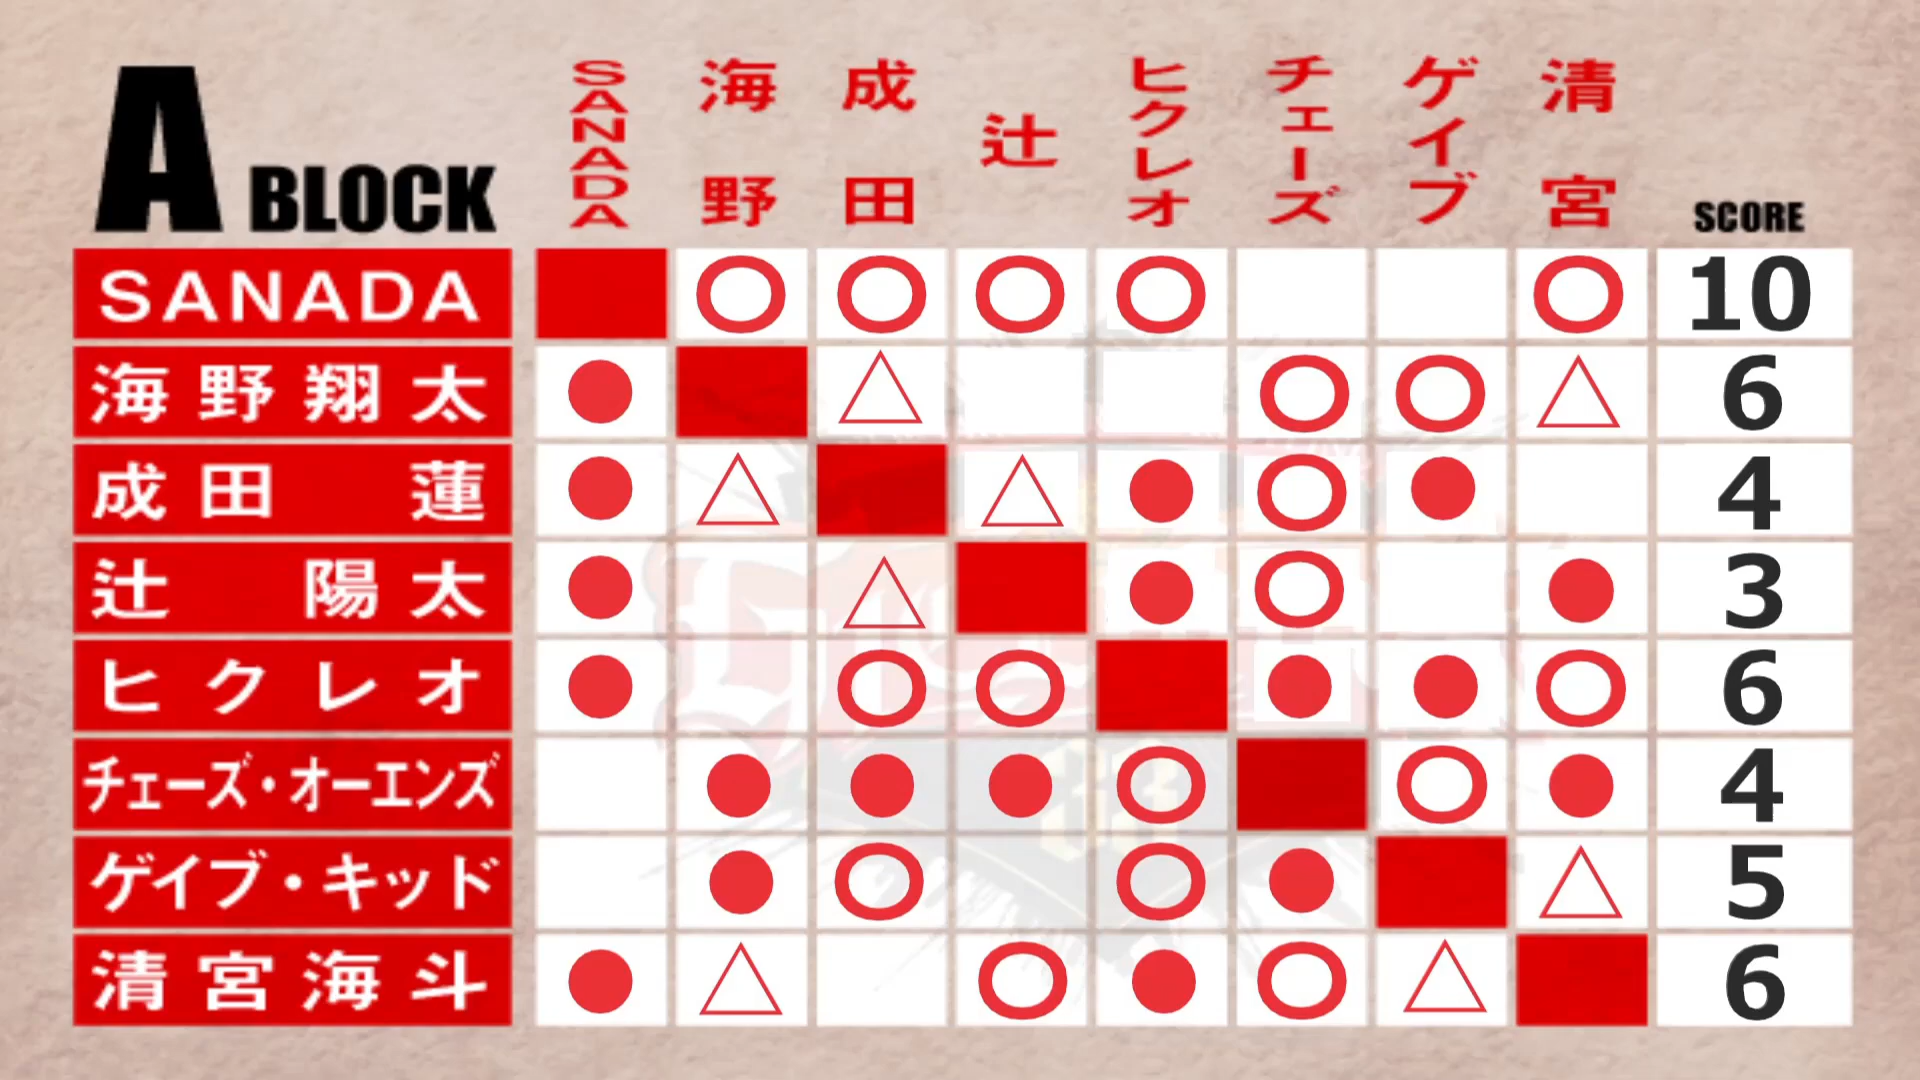 A BLOCK SANADA 海野 成田 辻 ヒクレオ チェーズ ゲイブ 清宮 SCORE
SANADA ○ ○ ○ ○ ○ 10
海野翔太 ● △ ○ ○ △ 6
成田 蓮 ● △ △ ● ○ ● 4
辻 陽太 ● △ ● ○ ● 3
ヒクレオ ● ○ ○ ● ● ○ 6
チェーズ・オーエンズ ● ● ● ○ ○ ● 4
ゲイブ・キッド ● ○ ○ ● △ 5
清宮海斗 ● △ ○ ● ○ △ 6